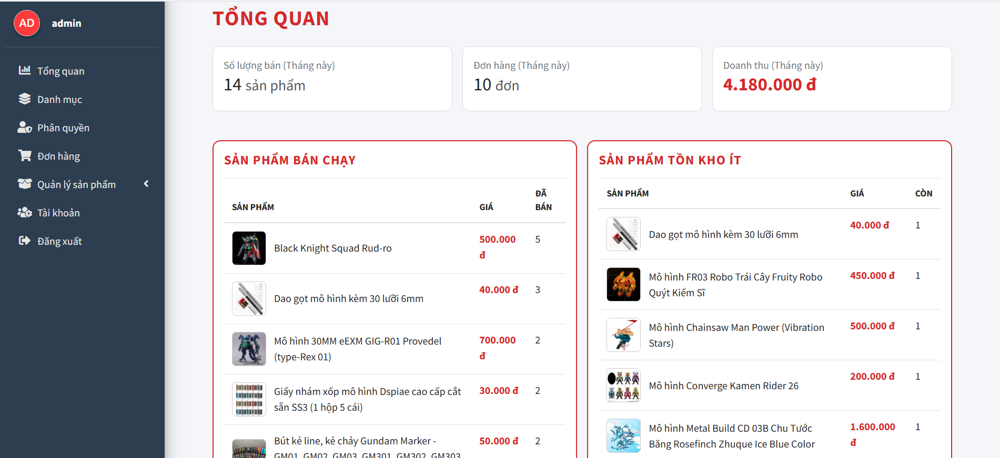 AD admin
Tổng quan
Danh mục
Phân quyền
Đơn hàng
Quản lý sản phẩm
Tài khoản
Đăng xuất
TỔNG QUAN
Số lượng bán (Tháng này)
14 sản phẩm
Đơn hàng (Tháng này)
10 đơn
Doanh thu (Tháng này)
4.180.000 đ
SẢN PHẨM BÁN CHẠY
SẢN PHẨM GIÁ ĐÃ
BÁN
Black Knight Squad Rud-ro 500.000 5
đ
Dao gọt mô hình kèm 30 lưỡi 6mm 40.000 đ 3
Mô hình 30MM eEXM GIG-R01 Provedel 700.000 2
(type-Rex 01) đ
Giấy nhám xốp mô hình Dspiae cao cấp cắt 30.000 đ 2
sẵn SS3 (1 hộp 5 cái)
Bút kẻ line, kẻ chảy Gundam Marker - 50.000 đ 2
GM01, GM02, GM03, GM301, GM302, GM303
SẢN PHẨM TỒN KHO ÍT
SẢN PHẨM GIÁ CÒN
Dao gọt mô hình kèm 30 lưỡi 6mm 40.000 đ 1
Mô hình FR03 Robo Trái Cây Fruity Robo 450.000 đ 1
Quýt Kiếm Sĩ
Mô hình Chainsaw Man Power (Vibration 500.000 đ 1
Stars)
Mô hình Converge Kamen Rider 26 200.000 đ 1
Mô hình Metal Build CD 03B Chu Tước 1.600.000 1
Băng Rosefinch Zhuque Ice Blue Color đ